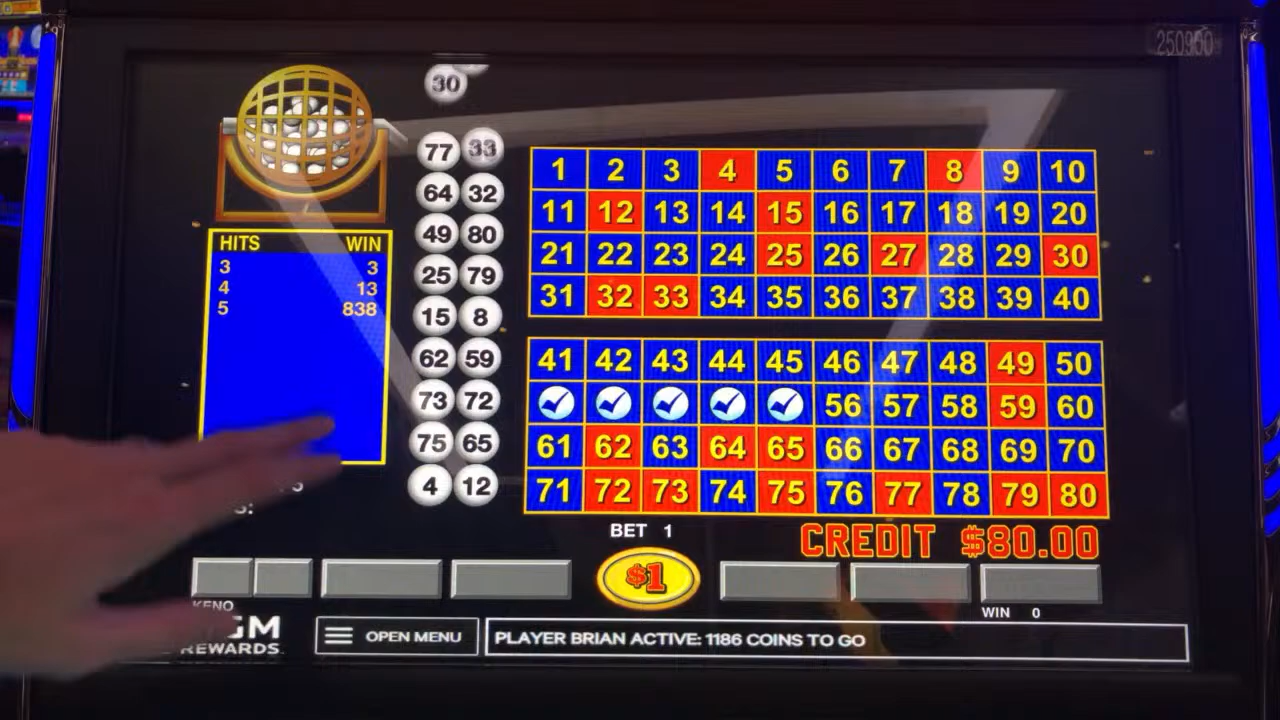 250900
30
77 33
64 32
49 80
25 79
15 8
62 59
73 72
75 65
4 12
HITS WIN
3 3
4 13
5 838
1 2 3 4 5 6 7 8 9 10
11 12 13 14 15 16 17 18 19 20
21 22 23 24 25 26 27 28 29 30
31 32 33 34 35 36 37 38 39 40
41 42 43 44 45 46 47 48 49 50
56 57 58 59 60
61 62 63 64 65 66 67 68 69 70
71 72 73 74 75 76 77 78 79 80
BET 1
CREDIT $80.00
$1
WIN 0
KENO
REWARDS
OPEN MENU
PLAYER BRIAN ACTIVE: 1186 COINS TO GO